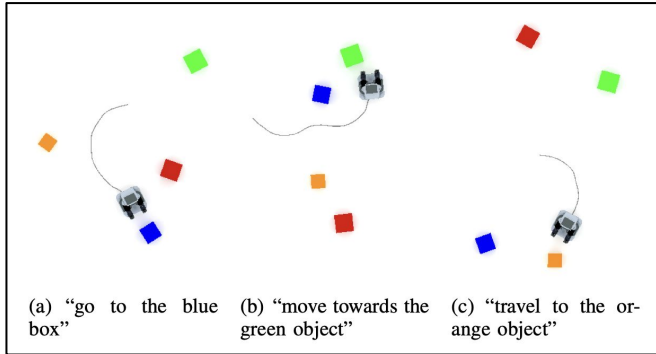 (a) “go to the blue
box”
(b) “move towards the
green object”
(c) “travel to the or-
ange object”